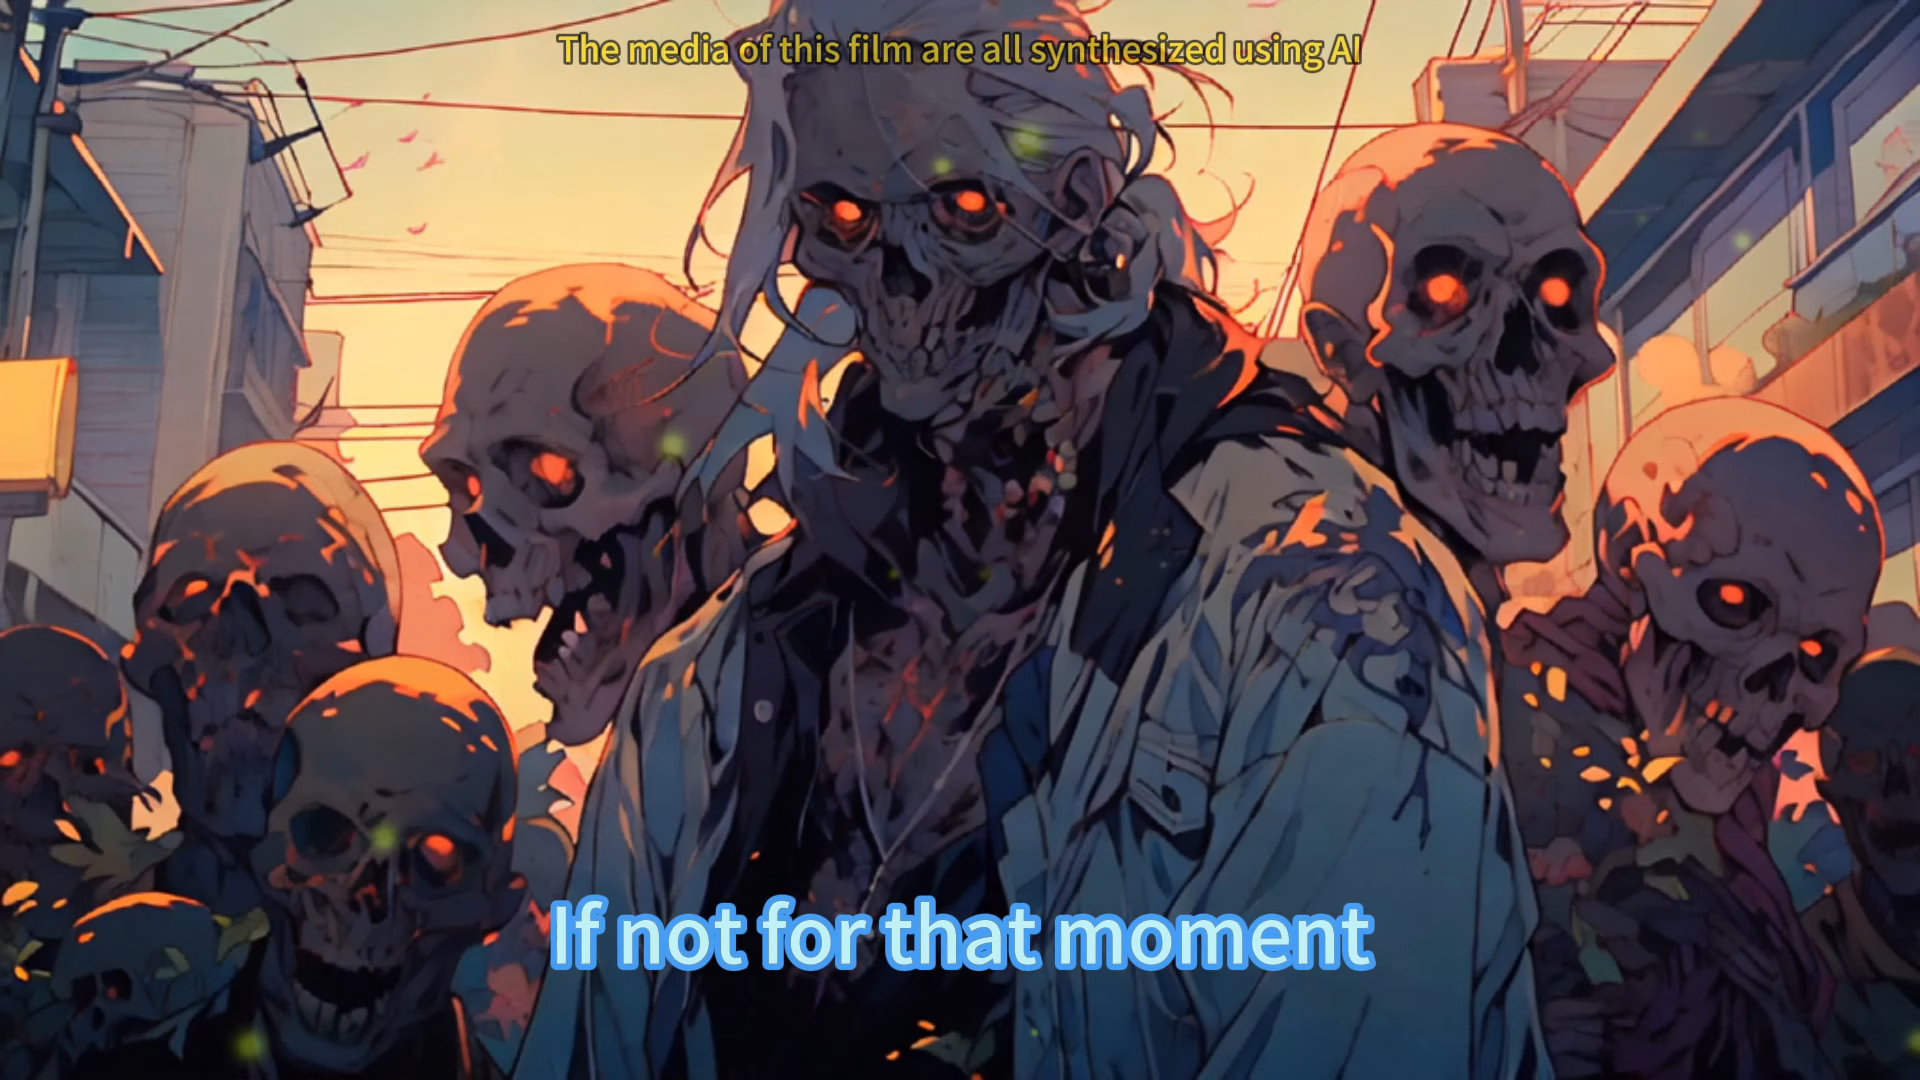 The media of this film are all synthesized using AI
If not for that moment